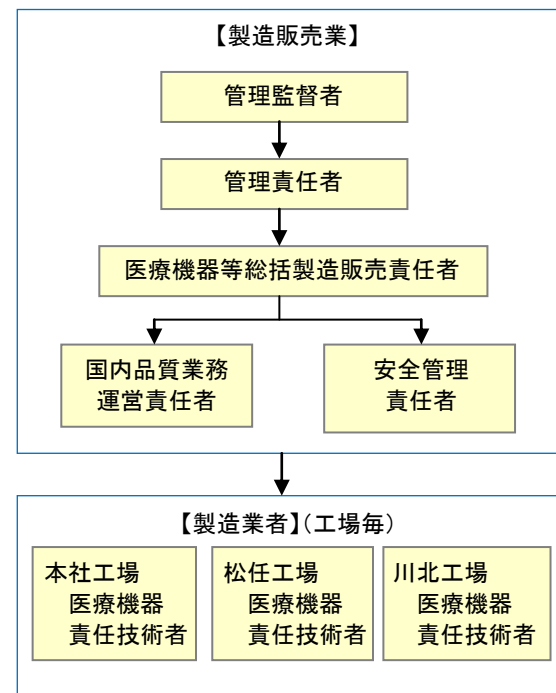 【製造販売業】
管理監督者
管理責任者
医療機器等総括製造販売責任者
国内品質業務
運営責任者
安全管理
責任者
【製造業者】(工場毎)
本社工場
医療機器
責任技術者
松任工場
医療機器
責任技術者
川北工場
医療機器
責任技術者